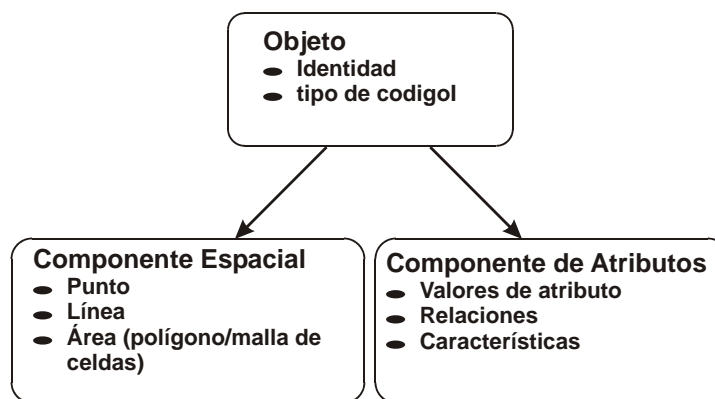 Objeto
Identidad
tipo de codigol
Componente Espacial
Punto
Línea
Área (polígono/malla de
celdas)
Componente de Atributos
Valores de atributo
Relaciones
Características